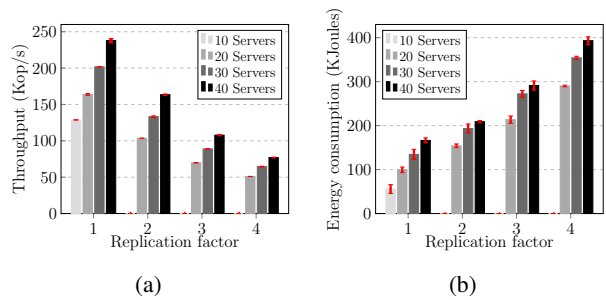 250
200
150
100
50
0
Throughput (Kop/s)
10 Servers
20 Servers
30 Servers
40 Servers
1 2 3 4
Replication factor
(a)
400
300
200
100
0
Energy consumption (KJoules)
10 Servers
20 Servers
30 Servers
40 Servers
1 2 3 4
Replication factor
(b)